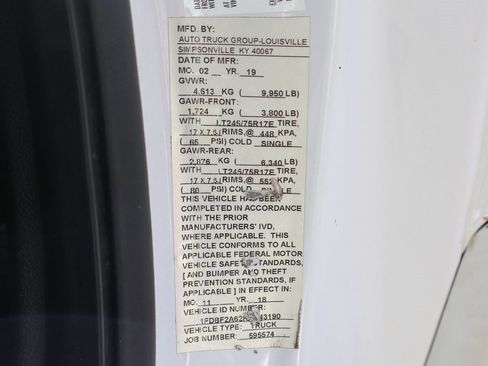 MFD. BY:
AUTO TRUCK GROUP-LOUISVILLE
SIMPSONVILLE KY 40067
DATE OF MFR:
MO. 02 YR. 19
GVWR:
4,613 KG ( 9,950 LB)
GAWR-FRONT:
1,724 KG ( 3,800 LB)
WITH LT245/75R17E TIRE,
17 X 7.5J RIMS,@ 448 KPA,
( 65 PSI) COLD SINGLE
GAWR-REAR:
2,876 KG ( 6,340 LB)
WITH LT245/75R17E TIRE,
17 X 7.5J RIMS,@ 552 KPA,
( 80 PSI) COLD SINGLE
THIS VEHICLE HAS BEEN
COMPLETED IN ACCORDANCE
WITH THE PRIOR
MANUFACTURERS' IVD,
WHERE APPLICABLE. THIS
VEHICLE CONFORMS TO ALL
APPLICABLE FEDERAL MOTOR
VEHICLE SAFETY STANDARDS,
[ AND BUMPER AND THEFT
PREVENTION STANDARDS, IF
APPLICABLE ] IN EFFECT IN:
MO. 11 YR. 18
VEHICLE ID NUMBER:
VEHICLE TYPE: TRUCK
JOB NUMBER: 595574